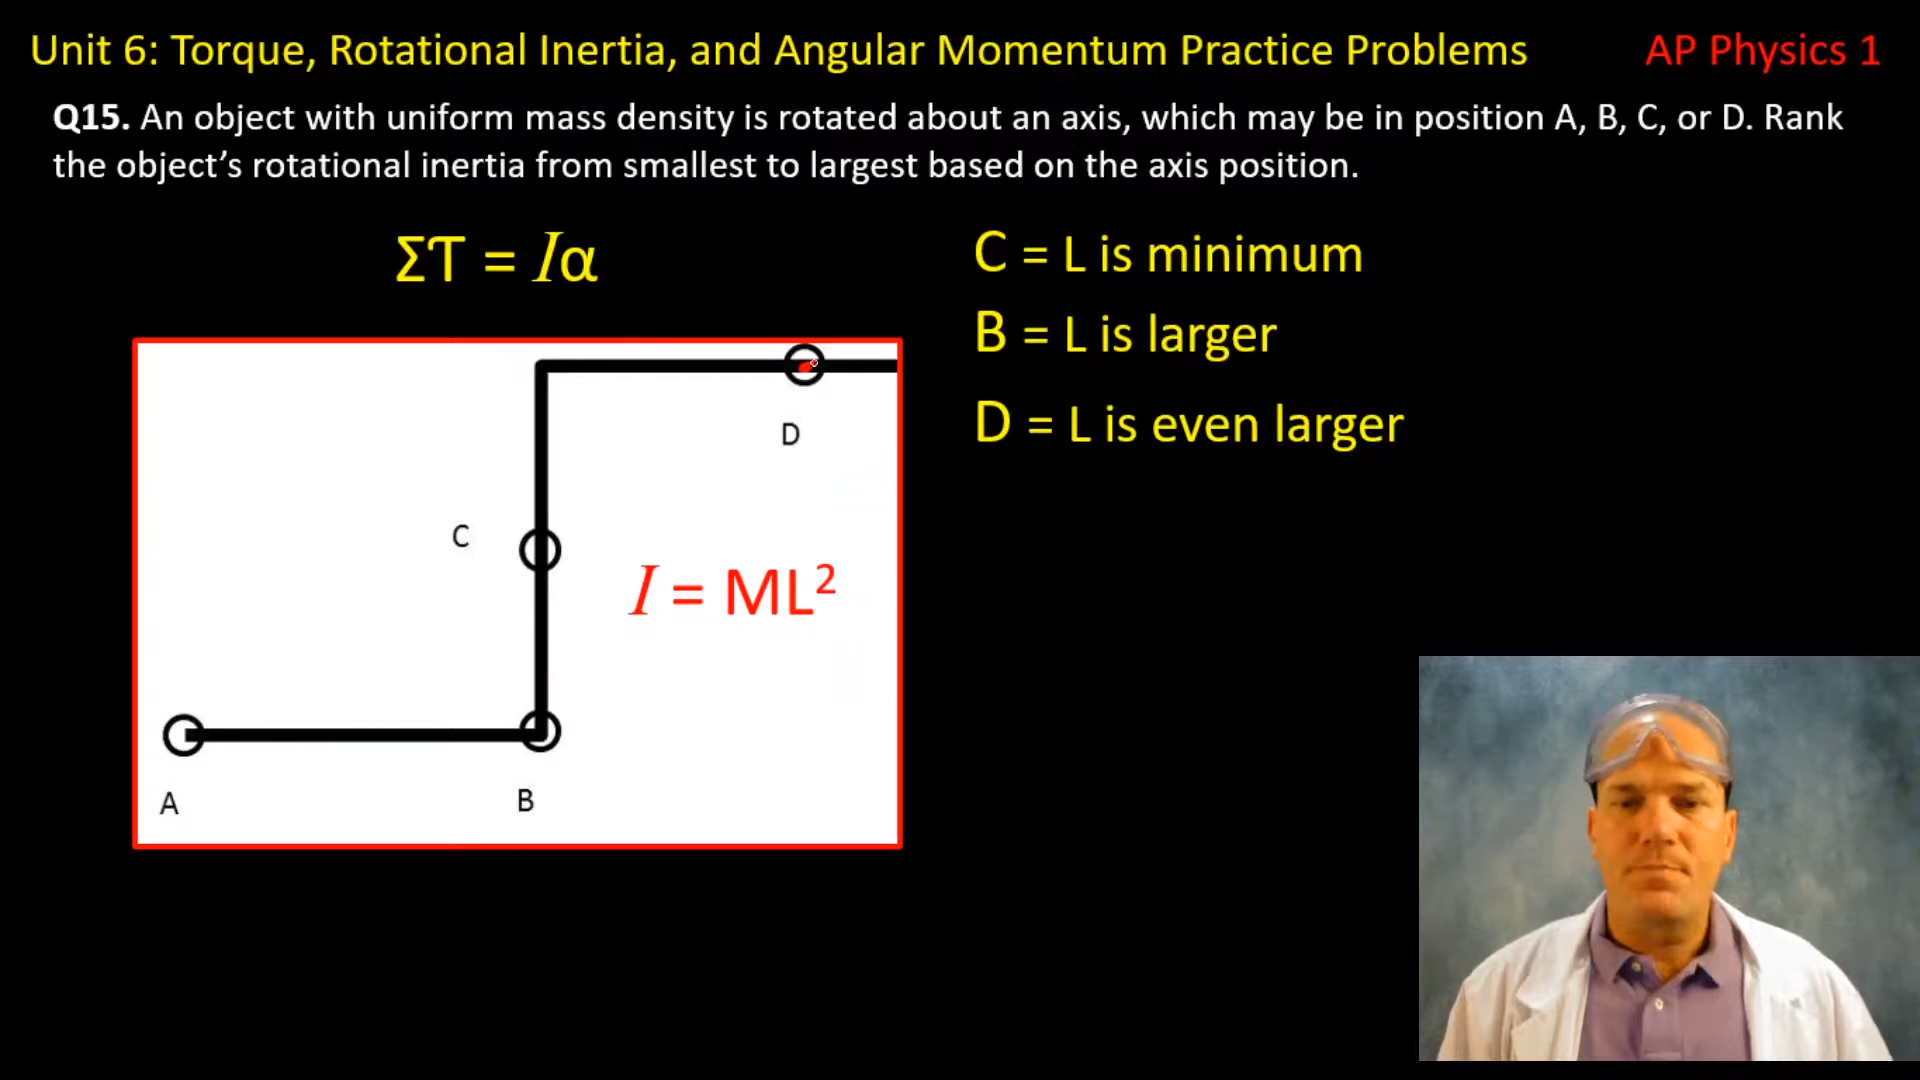 Unit 6: Torque, Rotational Inertia, and Angular Momentum Practice Problems
AP Physics 1
Q15. An object with uniform mass density is rotated about an axis, which may be in position A, B, C, or D. Rank
the object’s rotational inertia from smallest to largest based on the axis position.
ΣT = Iα
C = L is minimum
B = L is larger
D = L is even larger
D
C
I = ML²
A
B